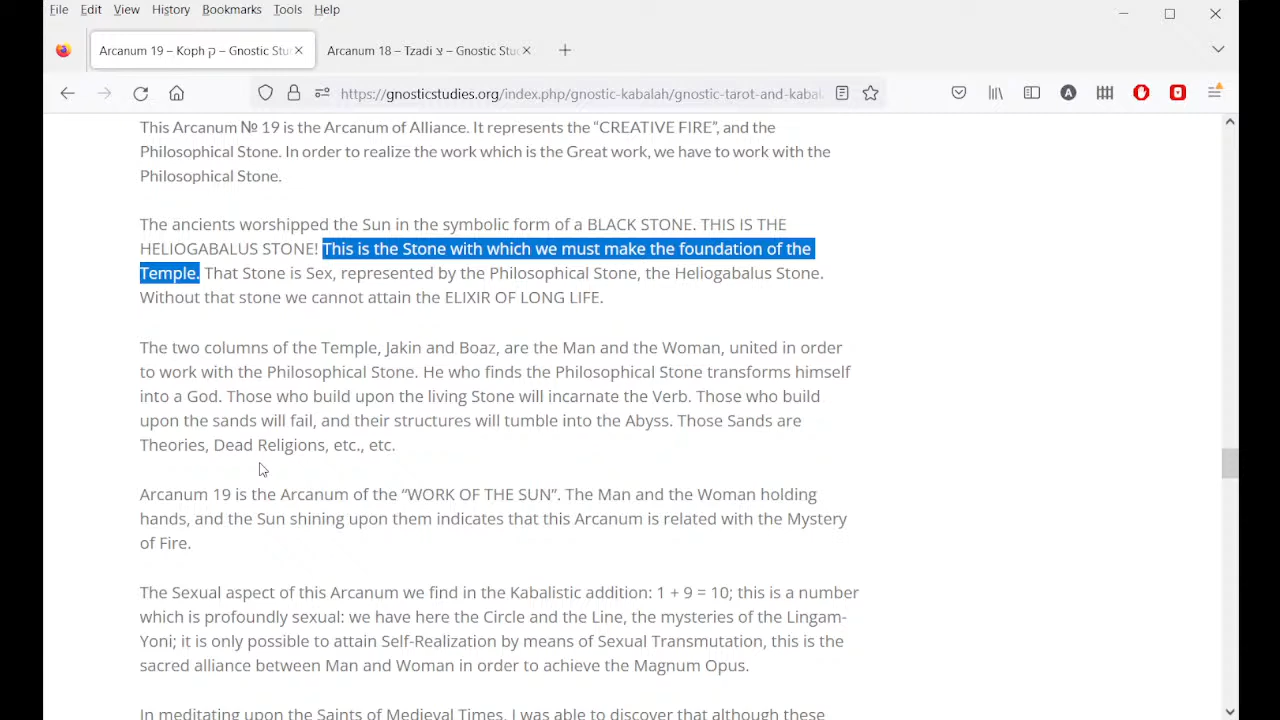 File Edit View History Bookmarks Tools Help
Arcanum 19 – Koph ק – Gnostic Stu
Arcanum 18 – Tzadi צ – Gnostic Stu
https://gnosticstudies.org/index.php/gnostic-kabalah/gnostic-tarot-and-kabal
This Arcanum № 19 is the Arcanum of Alliance. It represents the “CREATIVE FIRE”, and the
Philosophical Stone. In order to realize the work which is the Great work, we have to work with the
Philosophical Stone.
The ancients worshipped the Sun in the symbolic form of a BLACK STONE. THIS IS THE
HELIOGABALUS STONE! This is the Stone with which we must make the foundation of the
Temple. That Stone is Sex, represented by the Philosophical Stone, the Heliogabalus Stone.
Without that stone we cannot attain the ELIXIR OF LONG LIFE.
The two columns of the Temple, Jakin and Boaz, are the Man and the Woman, united in order
to work with the Philosophical Stone. He who finds the Philosophical Stone transforms himself
into a God. Those who build upon the living Stone will incarnate the Verb. Those who build
upon the sands will fail, and their structures will tumble into the Abyss. Those Sands are
Theories, Dead Religions, etc., etc.
Arcanum 19 is the Arcanum of the “WORK OF THE SUN”. The Man and the Woman holding
hands, and the Sun shining upon them indicates that this Arcanum is related with the Mystery
of Fire.
The Sexual aspect of this Arcanum we find in the Kabalistic addition: 1 + 9 = 10; this is a number
which is profoundly sexual: we have here the Circle and the Line, the mysteries of the Lingam-
Yoni; it is only possible to attain Self-Realization by means of Sexual Transmutation, this is the
sacred alliance between Man and Woman in order to achieve the Magnum Opus.
In meditating upon the Saints of Medieval Times, I was able to discover that although these